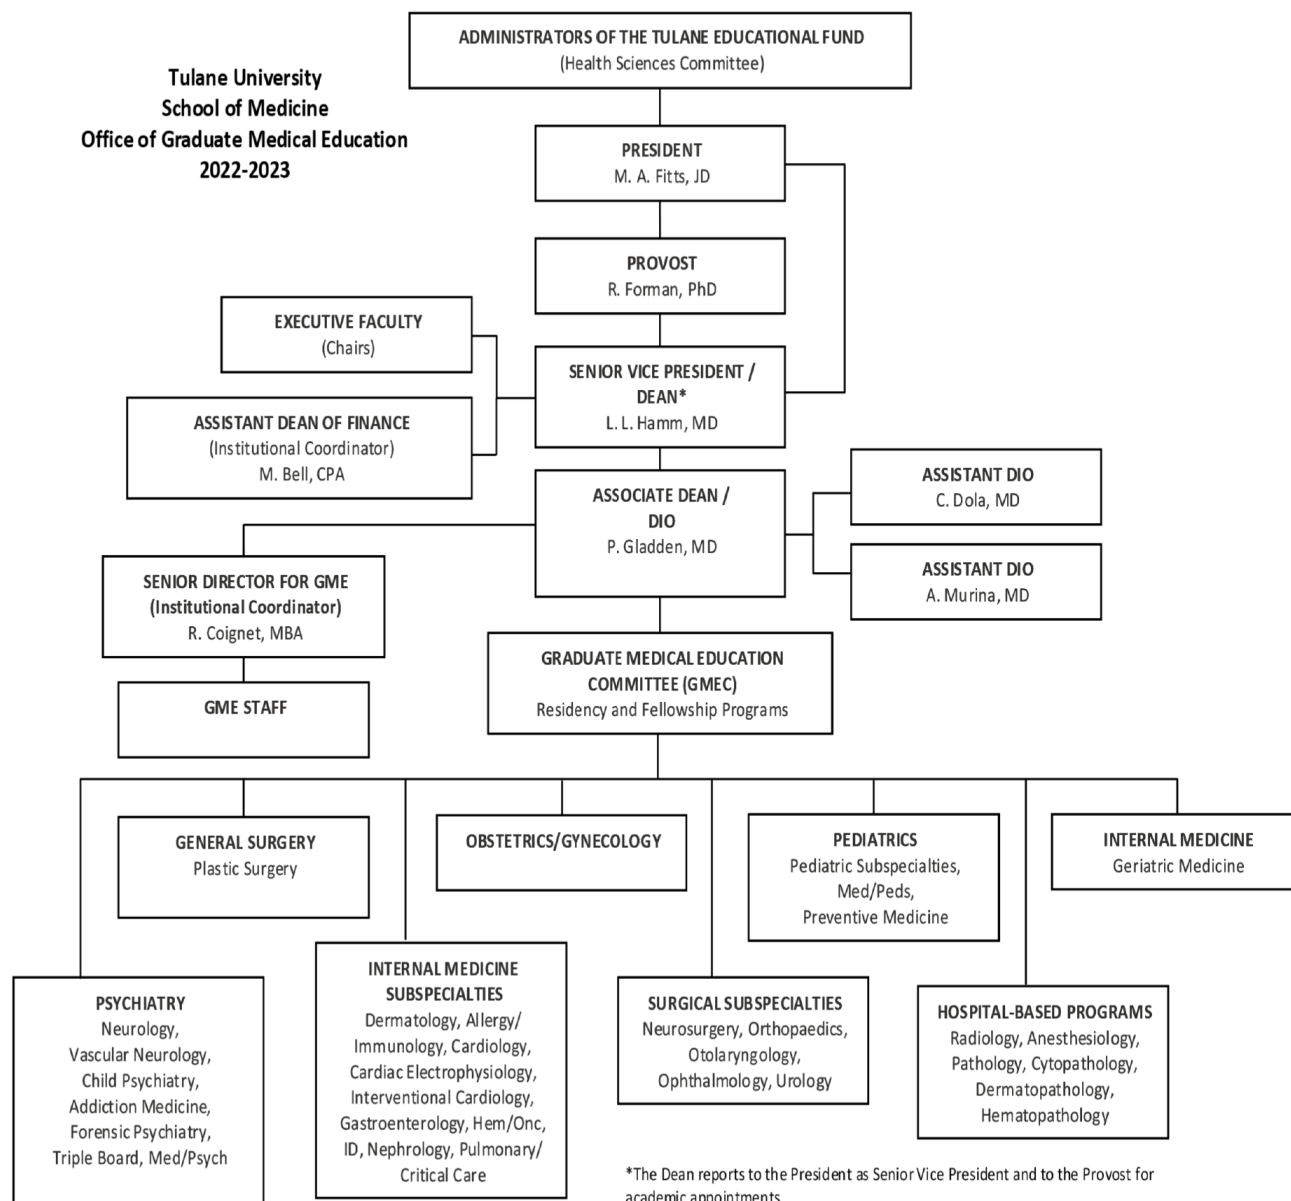 Tulane University
School of Medicine
Office of Graduate Medical Education
2022-2023
ADMINISTRATORS OF THE TULANE EDUCATIONAL FUND
(Health Sciences Committee)
PRESIDENT
M. A. Fitts, JD
PROVOST
R. Forman, PhD
EXECUTIVE FACULTY
(Chairs)
SENIOR VICE PRESIDENT /
DEAN*
L. L. Hamm, MD
ASSISTANT DEAN OF FINANCE
(Institutional Coordinator)
M. Bell, CPA
ASSOCIATE DEAN /
DIO
P. Gladden, MD
ASSISTANT DIO
C. Dola, MD
ASSISTANT DIO
A. Murina, MD
SENIOR DIRECTOR FOR GME
(Institutional Coordinator)
R. Coignet, MBA
GME STAFF
GRADUATE MEDICAL EDUCATION
COMMITTEE (GMEC)
Residency and Fellowship Programs
GENERAL SURGERY
Plastic Surgery
OBSTETRICS/GYNECOLOGY
PEDIATRICS
Pediatric Subspecialties,
Med/Peds,
Preventive Medicine
INTERNAL MEDICINE
Geriatric Medicine
PSYCHIATRY
Neurology,
Vascular Neurology,
Child Psychiatry,
Addiction Medicine,
Forensic Psychiatry,
Triple Board, Med/Psych
INTERNAL MEDICINE
SUBSPECIALTIES
Dermatology, Allergy/
Immunology, Cardiology,
Cardiac Electrophysiology,
Interventional Cardiology,
Gastroenterology, Hem/Onc,
ID, Nephrology, Pulmonary/
Critical Care
SURGICAL SUBSPECIALTIES
Neurosurgery, Orthopaedics,
Otolaryngology,
Ophthalmology, Urology
HOSPITAL-BASED PROGRAMS
Radiology, Anesthesiology,
Pathology, Cytopathology,
Dermatopathology,
Hematopathology
*The Dean reports to the President as Senior Vice President and to the Provost for
academic appointments